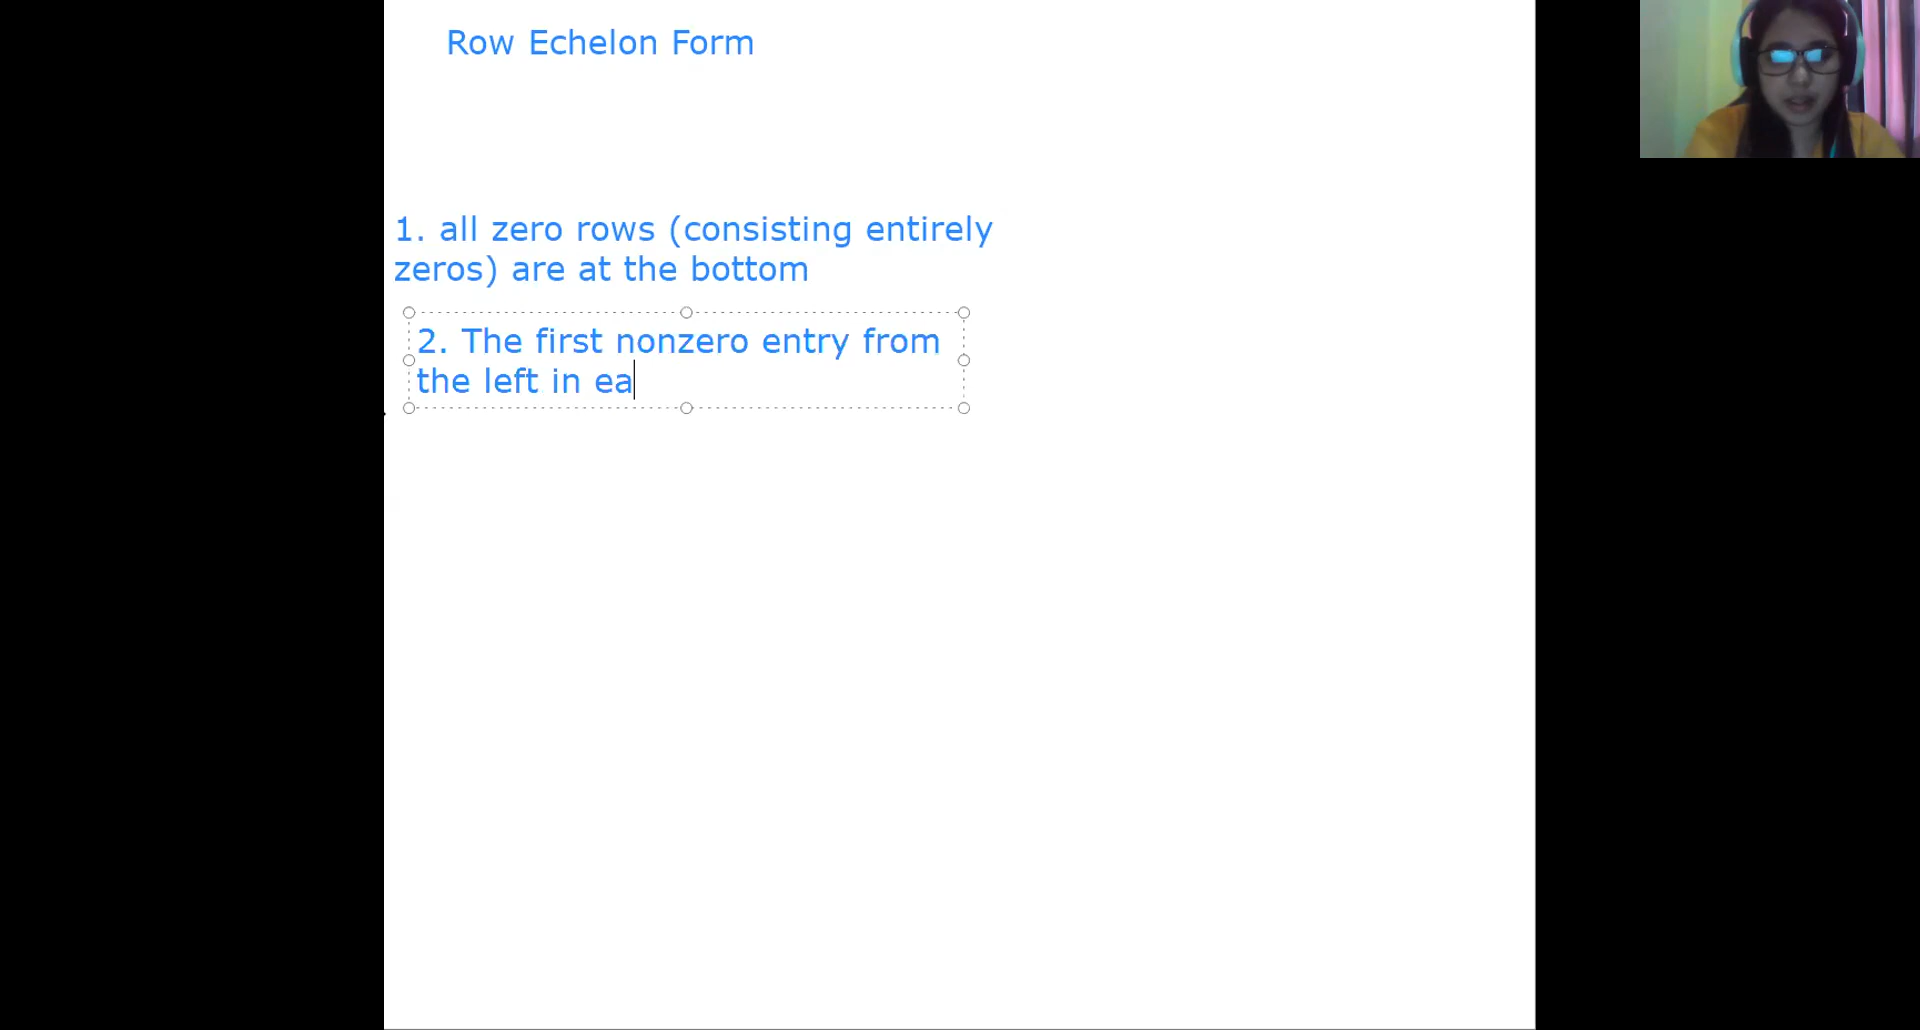 Row Echelon Form
1. all zero rows (consisting entirely
zeros) are at the bottom
2. The first nonzero entry from
the left in ea